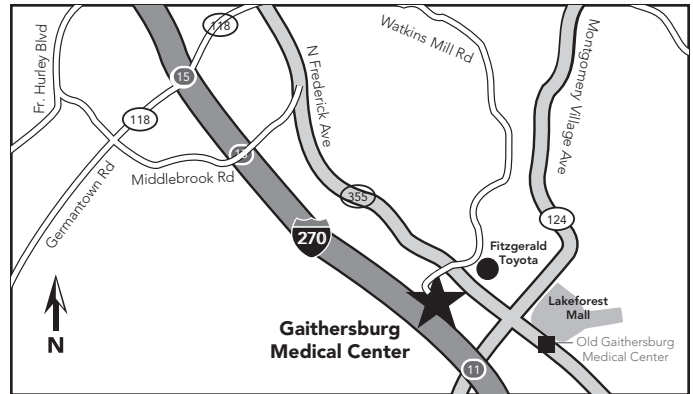 118
Watkins Mill Rd
Fr. Hurley Blvd
N Frederick Ave
Montgomery Village Ave
15
118
Middlebrook Rd
Germantown Rd
355
124
270
Fitzgerald
Toyota
Lakeforest
Mall
Gaithersburg
Medical Center
Old Gaithersburg
Medical Center
N
11